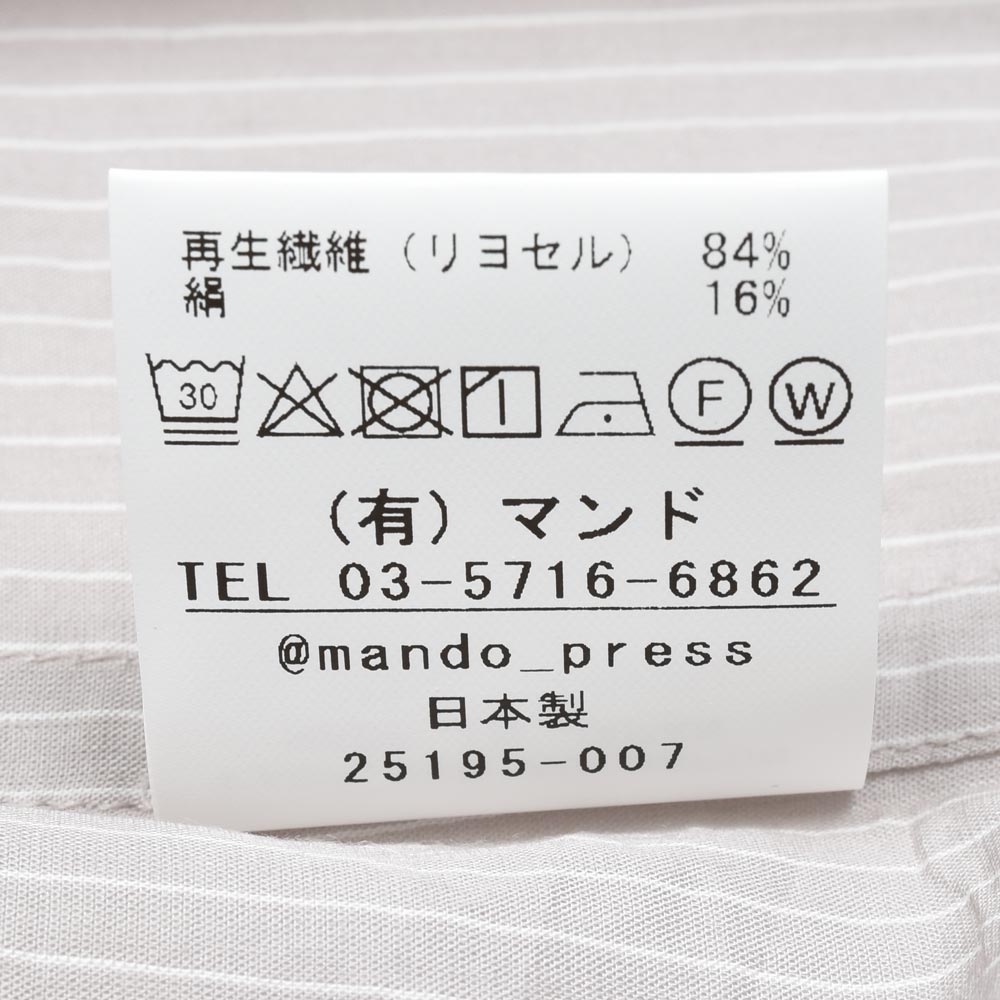 再生繊維（リヨセル） 84%
絹 16%
30 F W
（有）マンド
TEL 03-5716-6862
@mando_press
日本製
25195-007